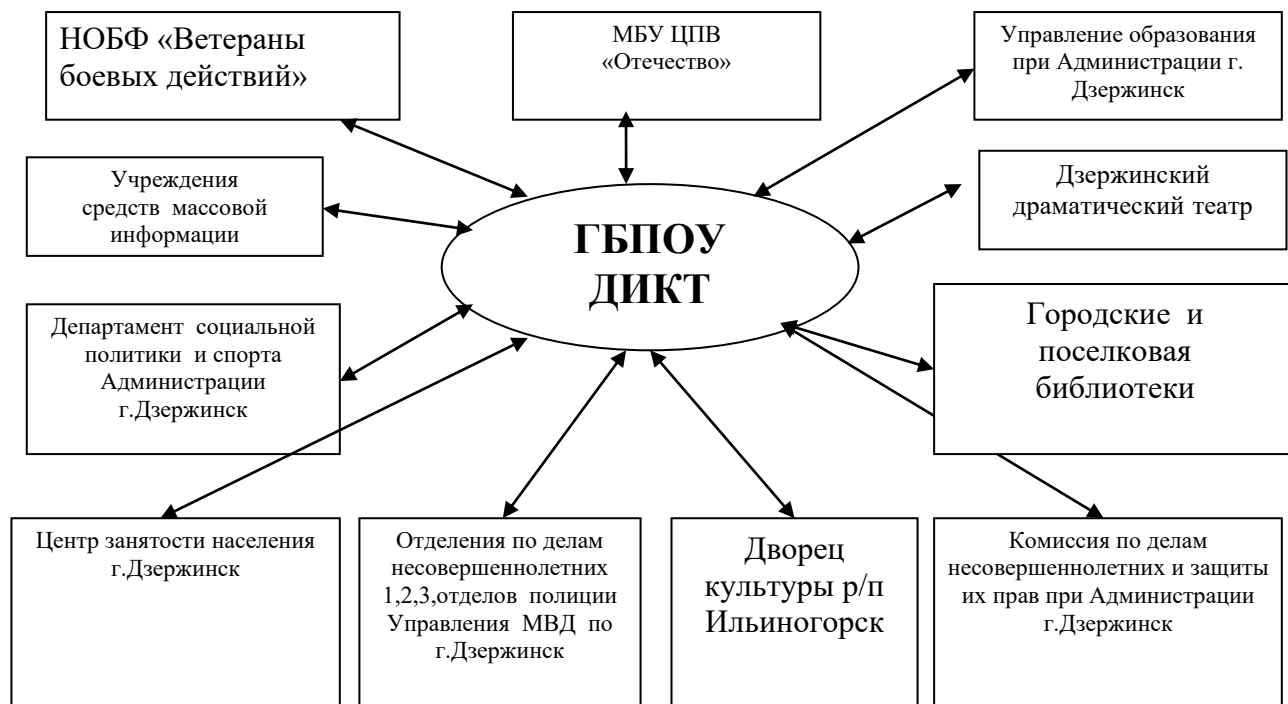 НОБФ «Ветераны
боевых действий»
МБУ ЦПВ
«Отечество»
Управление образования
при Администрации г.
Дзержинск
Учреждения
средств массовой
информации
ГБПОУ
ДИКТ
Дзержинский
драматический театр
Департамент социальной
политики и спорта
Администрации
г.Дзержинск
Городские и
поселковая
библиотеки
Центр занятости населения
г.Дзержинск
Отделения по делам
несовершеннолетних
1,2,3,отделов полиции
Управления МВД по
г.Дзержинск
Дворец
культуры р/п
Ильиногорск
Комиссия по делам
несовершеннолетних и защиты
их прав при Администрации
г.Дзержинск